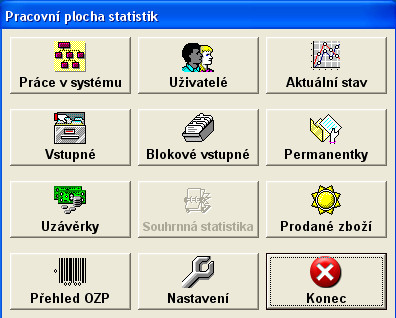 Pracovní plocha statistik
Práce v systému
Uživatelé
Aktuální stav
Vstupné
Blokové vstupné
Permanentky
Uzávěrky
Souhrnná statistika
Prodané zboží
Přehled OZP
Nastavení
Konec